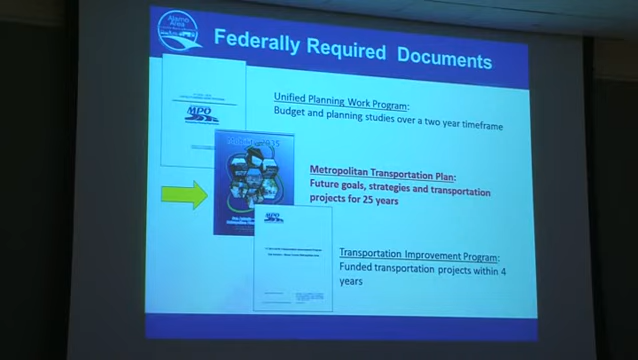 Alamo
Area
Federally Required Documents
MPO
Unified Planning Work Program:
Budget and planning studies over a two year timeframe
Metropolitan Transportation Plan:
Future goals, strategies and transportation
projects for 25 years
MPO
Transportation Improvement Program:
Funded transportation projects within 4
years